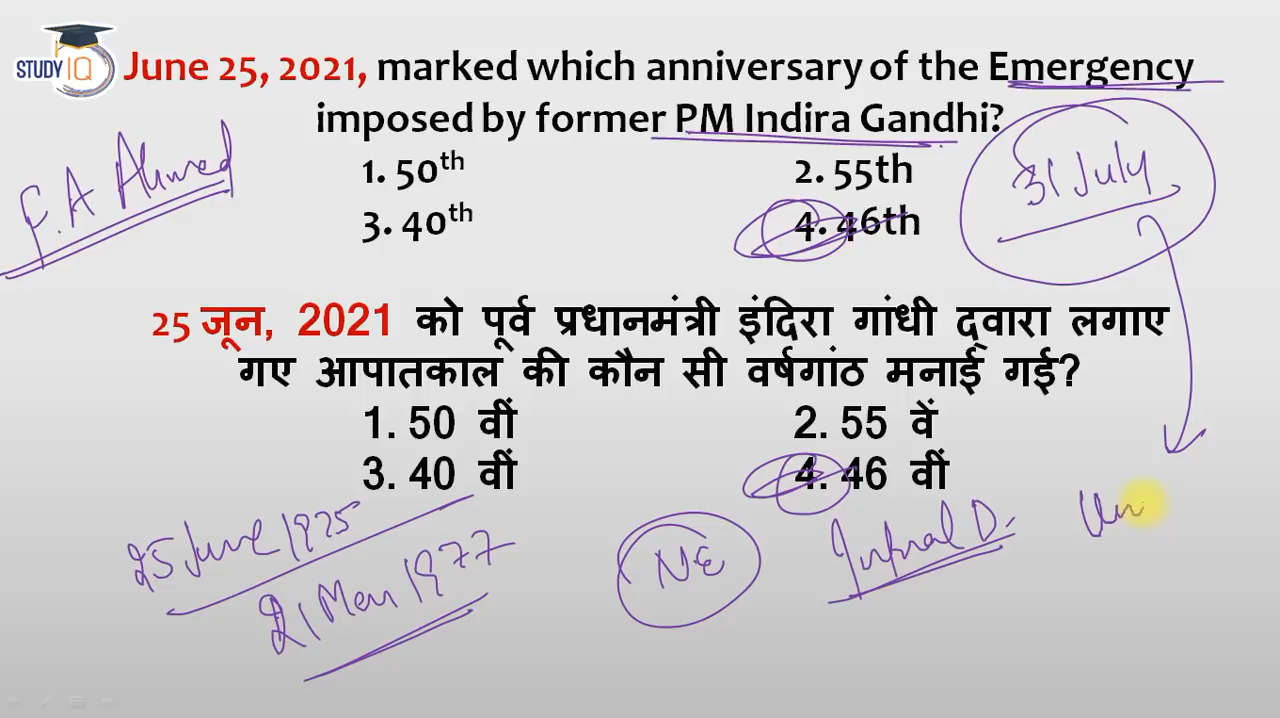 STUDY IQ
June 25, 2021, marked which anniversary of the Emergency
imposed by former PM Indira Gandhi?
1. 50th 2. 55th
3. 40th 4. 46th
F.A Ahmed
31 July
25 जून, 2021 को पूर्व प्रधानमंत्री इंदिरा गांधी द्वारा लगाए
गए आपातकाल की कौन सी वर्षगांठ मनाई गई?
1. 50 वीं 2. 55 वें
3. 40 वीं 4. 46 वीं
25 June 1975
21 Mar 1977
NE
Internal D.